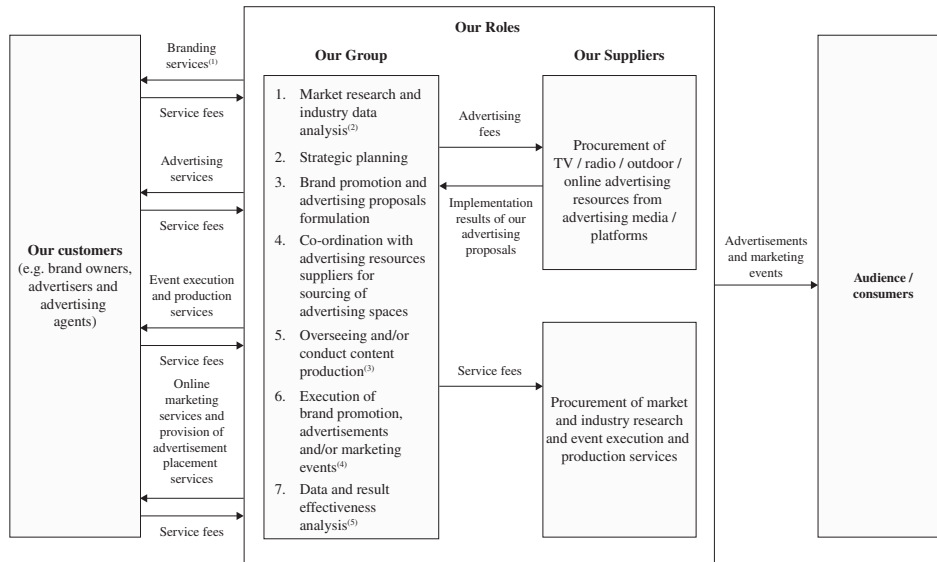 Our Roles
Our customers
(e.g. brand owners,
advertisers and
advertising
agents)
Branding
services(1)
Service fees
Advertising
services
Service fees
Event execution
and production
services
Service fees
Online
marketing
services and
provision of
advertisement
placement
services
Service fees
Our Group
1. Market research and
industry data
analysis(2)
2. Strategic planning
3. Brand promotion and
advertising proposals
formulation
4. Co-ordination with
advertising resources
suppliers for
sourcing of
advertising spaces
5. Overseeing and/or
conduct content
production(3)
6. Execution of
brand promotion,
advertisements
and/or marketing
events(4)
7. Data and result
effectiveness
analysis(5)
Advertising
fees
Implementation
results of our
advertising
proposals
Service fees
Our Suppliers
Procurement of
TV / radio / outdoor /
online advertising
resources from
advertising media /
platforms
Procurement of market
and industry research
and event execution and
production services
Advertisements
and marketing
events
Audience /
consumers